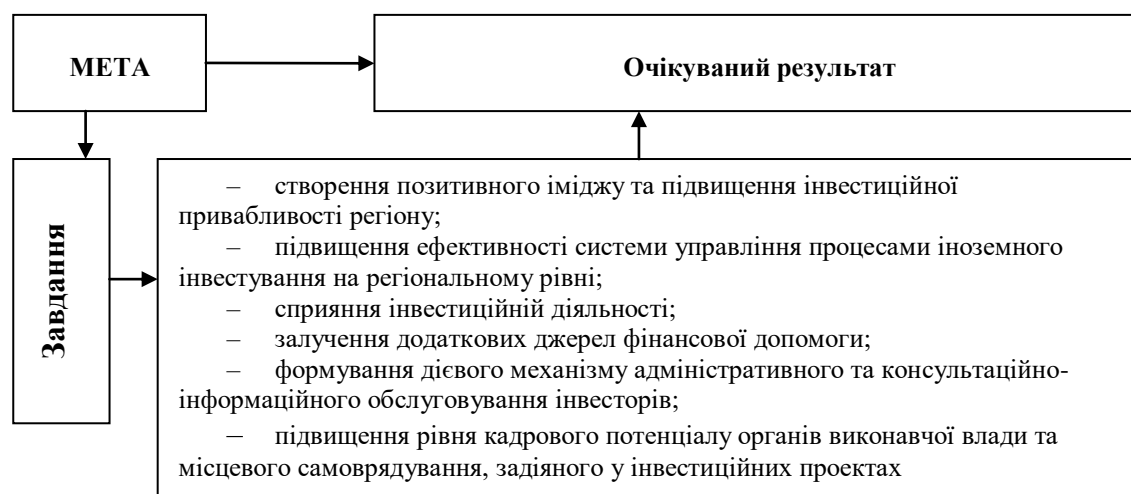 МЕТА
Очікуваний результат
Завдання
– створення позитивного іміджу та підвищення інвестиційної
привабливості регіону;
– підвищення ефективності системи управління процесами іноземного
інвестування на регіональному рівні;
– сприяння інвестиційній діяльності;
– залучення додаткових джерел фінансової допомоги;
– формування дієвого механізму адміністративного та консультаційно-
інформаційного обслуговування інвесторів;
– підвищення рівня кадрового потенціалу органів виконавчої влади та
місцевого самоврядування, задіяного у інвестиційних проектах